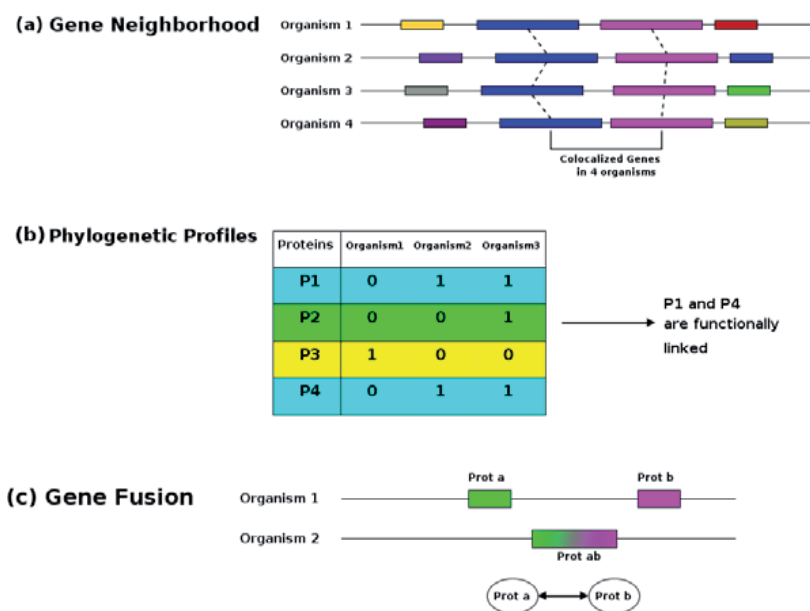 (a) Gene Neighborhood
Organism 1
Organism 2
Organism 3
Organism 4
Colocalized Genes
in 4 organisms
(b) Phylogenetic Profiles
Proteins Organism1 Organism2 Organism3
P1 0 1 1
P2 0 0 1
P3 1 0 0
P4 0 1 1
P1 and P4
are functionally
linked
(c) Gene Fusion
Prot a Prot b
Organism 1
Organism 2
Prot ab
Prot a Prot b